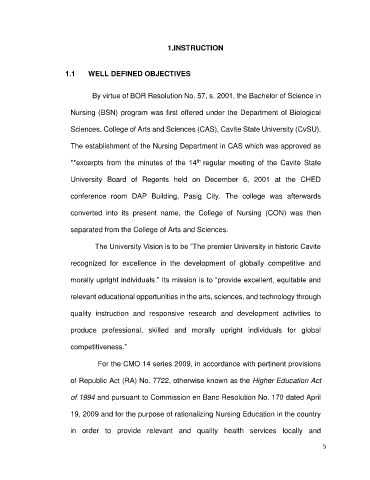 1.INSTRUCTION
1.1 WELL DEFINED OBJECTIVES
By virtue of BOR Resolution No. 57, s. 2001, the Bachelor of Science in
Nursing (BSN) program was first offered under the Department of Biological
Sciences, College of Arts and Sciences (CAS), Cavite State University (CvSU).
The establishment of the Nursing Department in CAS which was approved as
"“excerpts from the minutes of the 14th regular meeting of the Cavite State
University Board of Regents held on December 6, 2001 at the CHED
conference room DAP Building, Pasig City. The college was afterwards
converted into its present name, the College of Nursing (CON) was then
separated from the College of Arts and Sciences.
The University Vision is to be “The premier University in historic Cavite
recognized for excellence in the development of globally competitive and
morally upright individuals.” Its mission is to “provide excellent, equitable and
relevant educational opportunities in the arts, sciences, and technology through
quality instruction and responsive research and development activities to
produce professional, skilled and morally upright individuals for global
competitiveness.”
For the CMO 14 series 2009, in accordance with pertinent provisions
of Republic Act (RA) No. 7722, otherwise known as the Higher Education Act
of 1994 and pursuant to Commission en Banc Resolution No. 170 dated April
19, 2009 and for the purpose of rationalizing Nursing Education in the country
in order to provide relevant and quality health services locally and
5